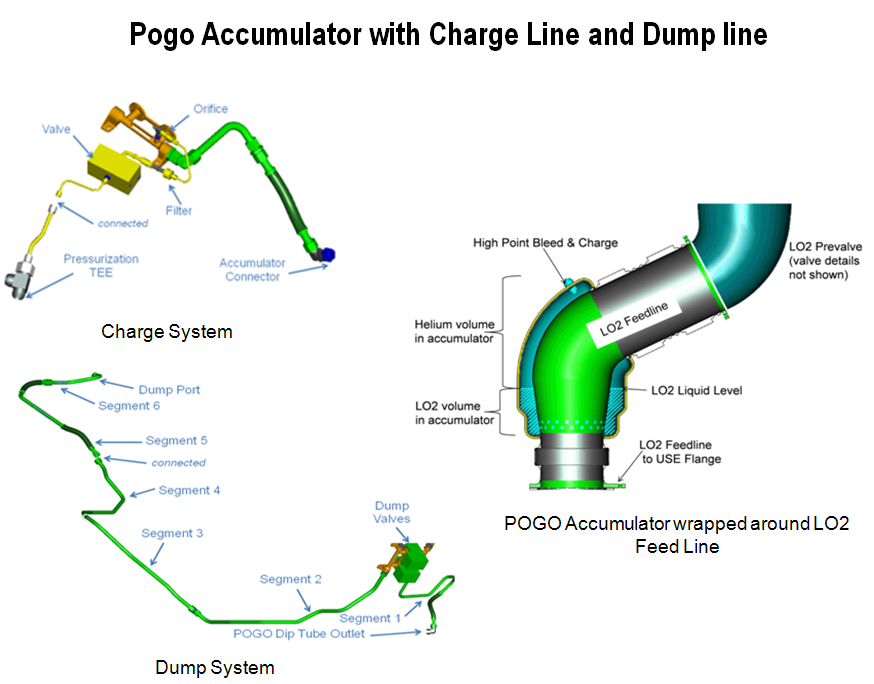 Pogo Accumulator with Charge Line and Dump line
Orifice
Valve
Filter
connected
Pressurization
TEE
Accumulator
Connector
Charge System
Dump Port
Segment 6
Segment 5
connected
Segment 4
Segment 3
Dump
Valves
Segment 2
Segment 1
POGO Dip Tube Outlet
Dump System
High Point Bleed & Charge
LO2 Prevalve
(valve details
not shown)
LO2 Feedline
Helium volume
in accumulator
LO2 Liquid Level
LO2 volume
in accumulator
LO2 Feedline
to USE Flange
POGO Accumulator wrapped around LO2
Feed Line